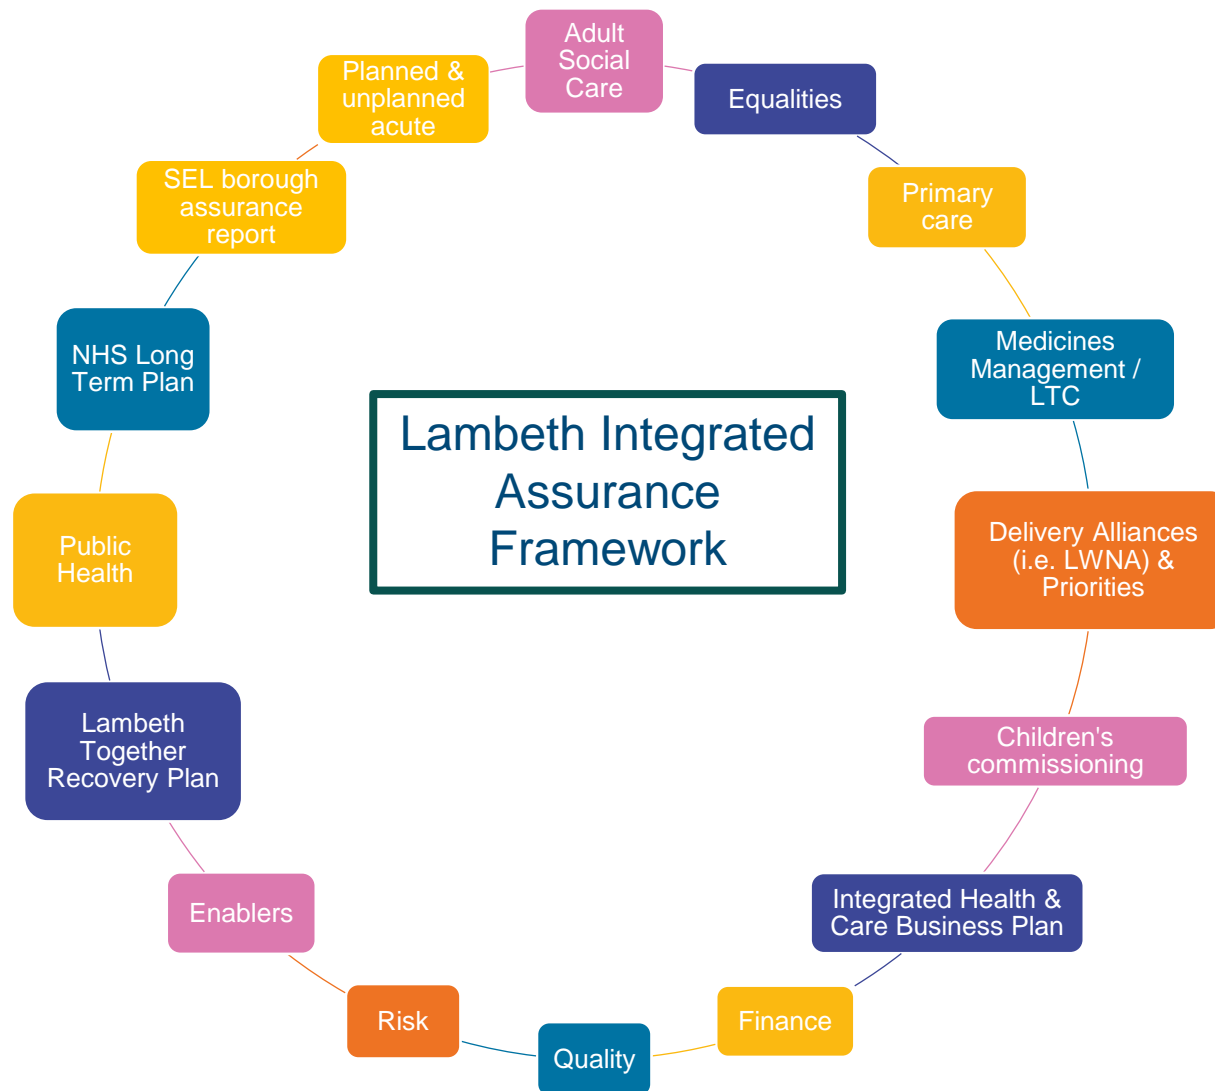 Adult
Social
Care
Equalities
Primary
care
Medicines
Management /
LTC
Delivery Alliances
(i.e. LWNA) &
Priorities
Children's
commissioning
Integrated Health &
Care Business Plan
Finance
Quality
Risk
Enablers
Lambeth
Together
Recovery Plan
Public
Health
NHS Long
Term Plan
SEL borough
assurance
report
Planned &
unplanned
acute
Lambeth Integrated
Assurance
Framework